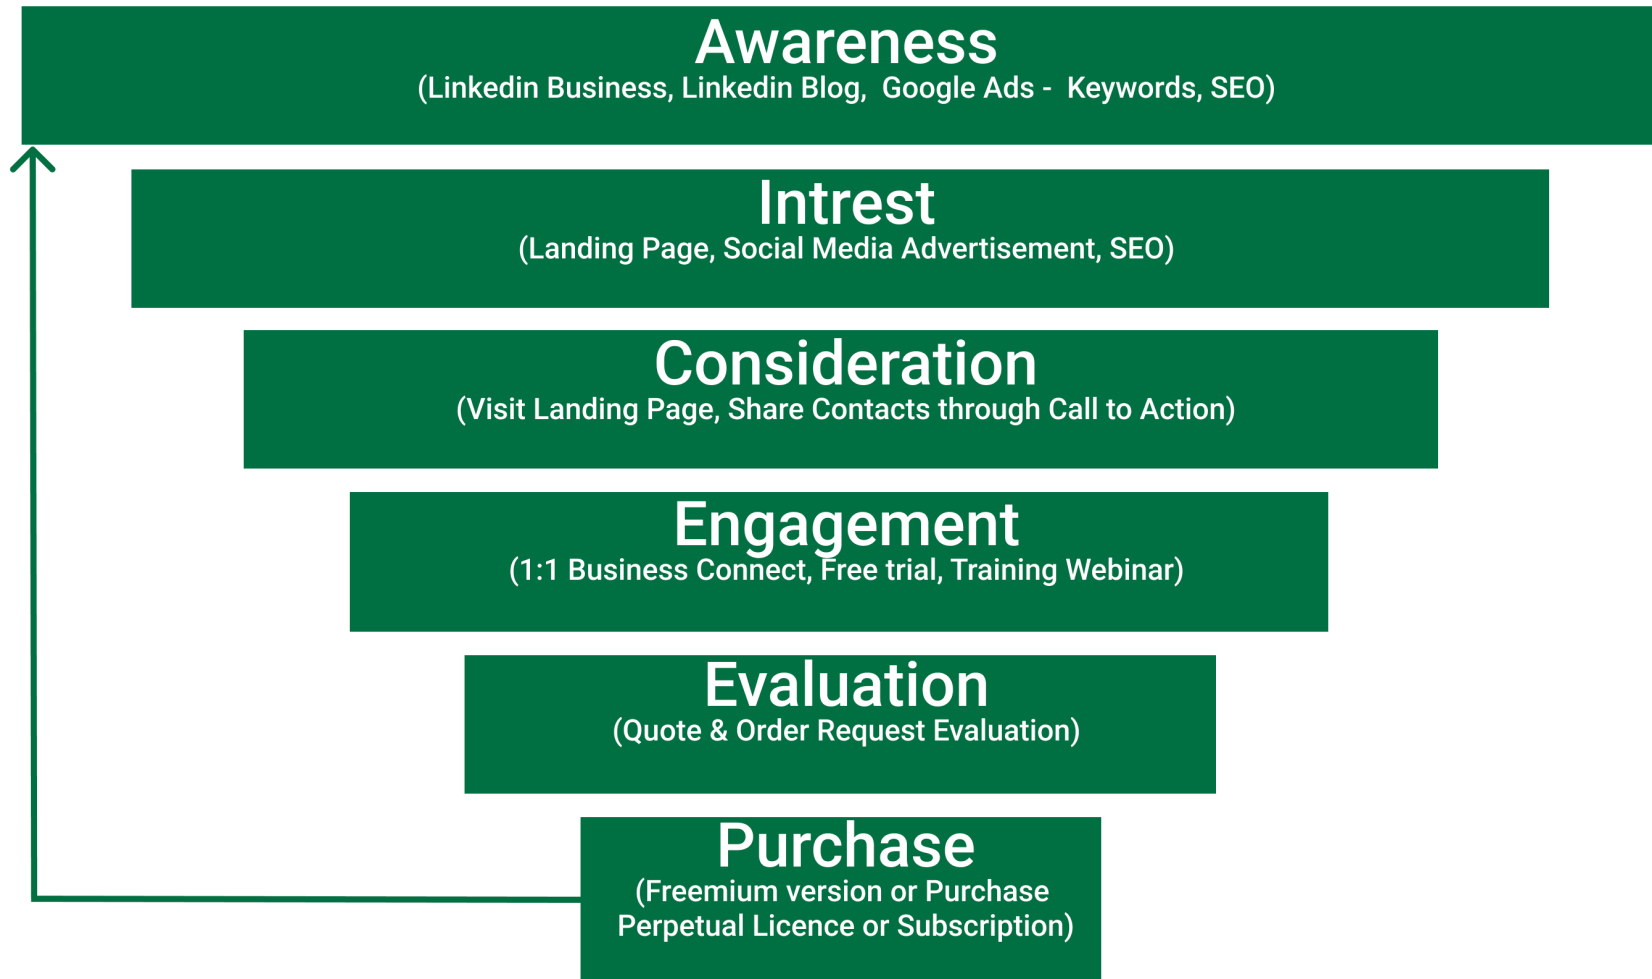 Awareness
(Linkedin Business, Linkedin Blog,  Google Ads -  Keywords, SEO)
Intrest
(Landing Page, Social Media Advertisement, SEO)
Consideration
(Visit Landing Page, Share Contacts through Call to Action)
Engagement
(1:1 Business Connect, Free trial, Training Webinar)
Evaluation
(Quote & Order Request Evaluation)
Purchase
(Freemium version or Purchase
Perpetual Licence or Subscription)